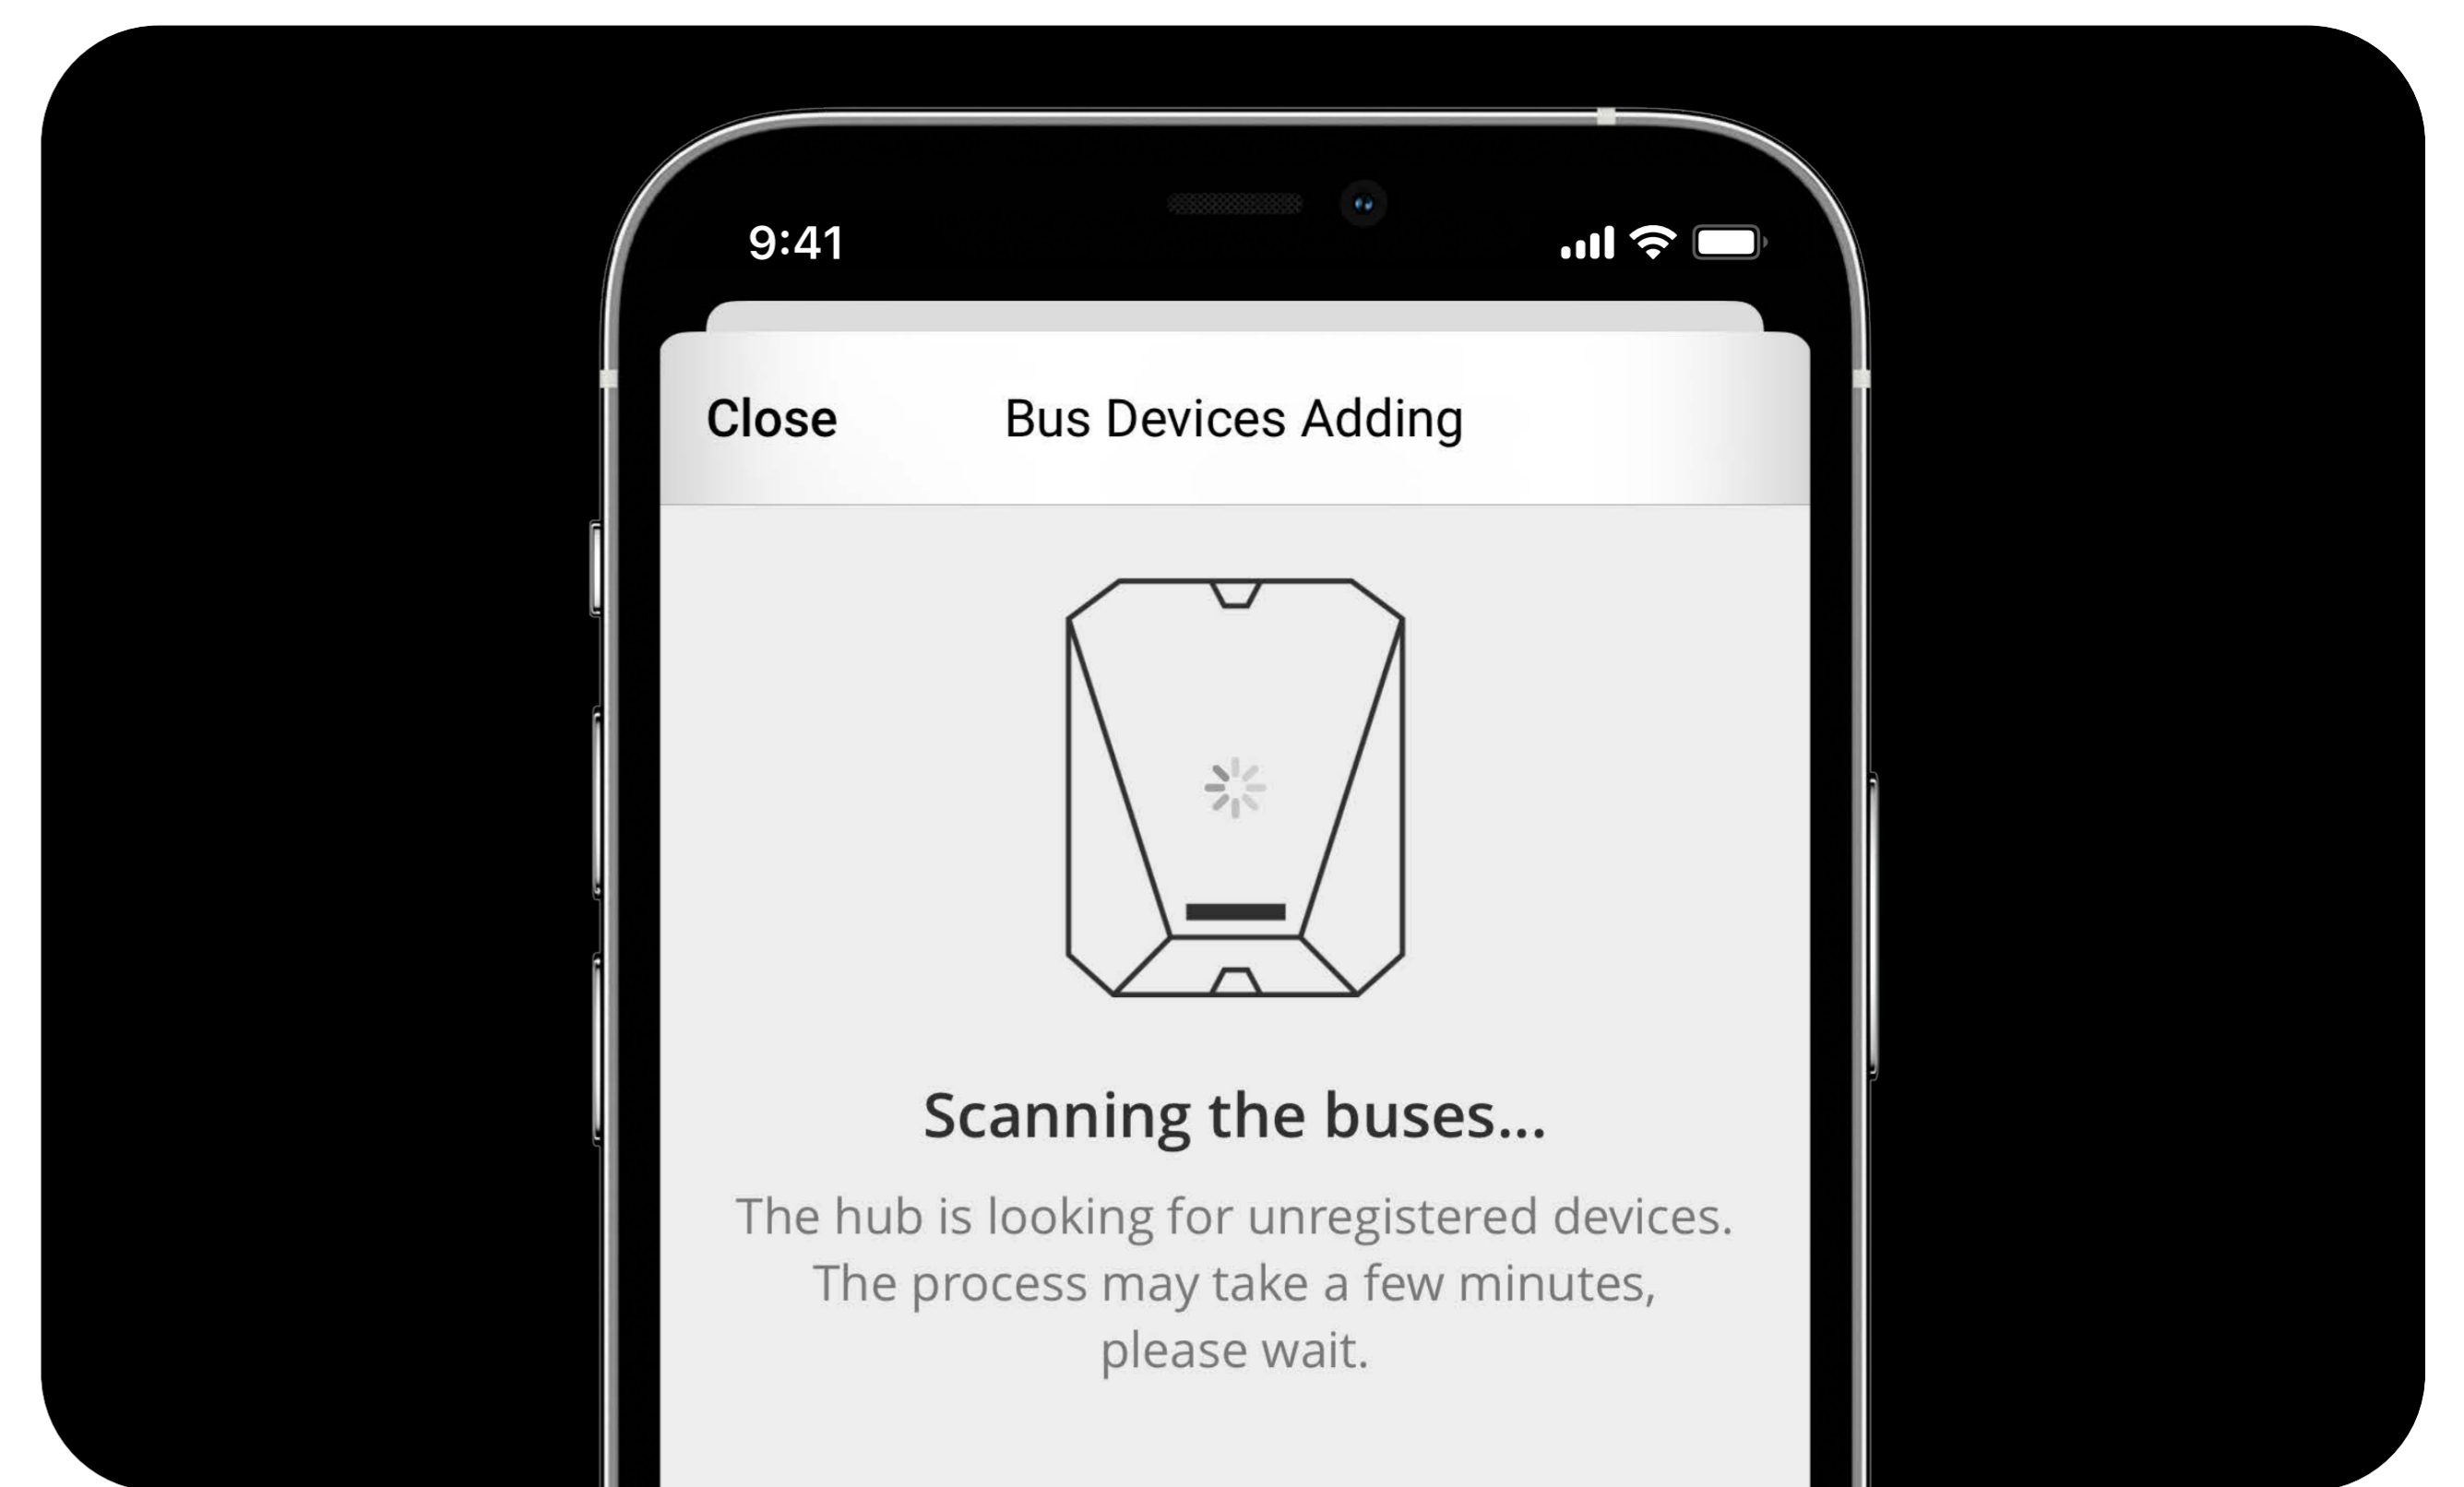 9:41
Close
Bus Devices Adding
Scanning the buses...
The hub is looking for unregistered devices.
The process may take a few minutes,
please wait.